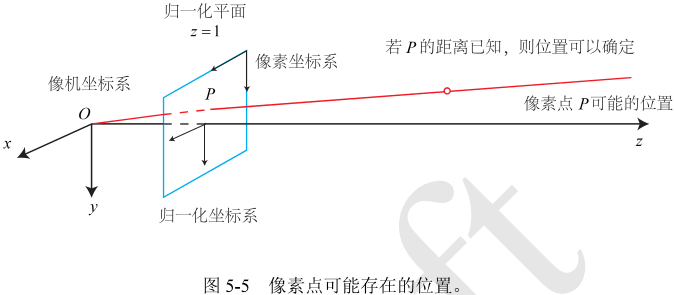 归一化平面
z=1
像素坐标系
若 P 的距离已知，则位置可以确定
像机坐标系
P
O
像素点 P 可能的位置
x
z
y
归一化坐标系
图 5-5 像素点可能存在的位置。